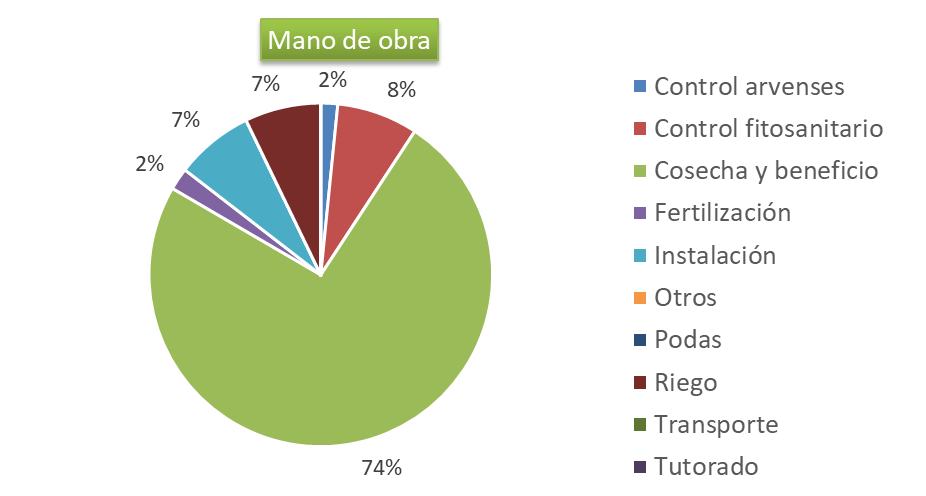 Mano de obra
2%
8%
74%
2%
7%
7%
Control arvenses
Control fitosanitario
Cosecha y beneficio
Fertilización
Instalación
Otros
Podas
Riego
Transporte
Tutorado